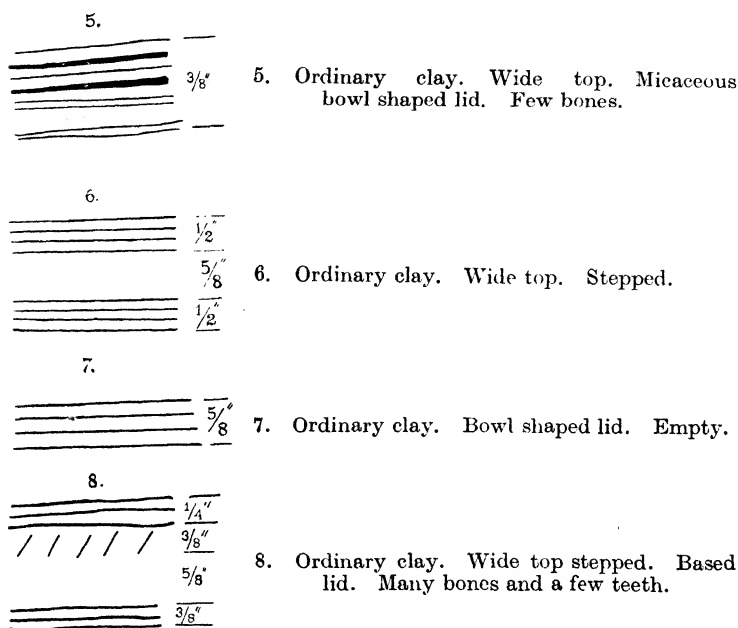 5.
3/8"
5. Ordinary clay. Wide top. Micaceous
bowl shaped lid. Few bones.
6.
1/2"
5/8"
1/2"
6. Ordinary clay. Wide top. Stepped.
7.
5/8"
7. Ordinary clay. Bowl shaped lid. Empty.
8.
1/4"
3/8"
5/8"
3/8"
8. Ordinary clay. Wide top stepped. Based
lid. Many bones and a few teeth.